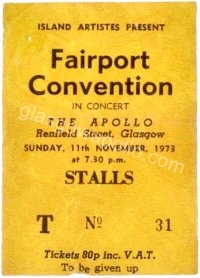 ISLAND ARTISTES PRESENT
Fairport
Convention
IN CONCERT
THE APOLLO
Renfield Street, Glasgow
SUNDAY, 11th NOVEMBER, 1973
at 7.30 p.m.
STALLS
T Nº 31
Tickets 80p inc. V.A.T.
To be given up